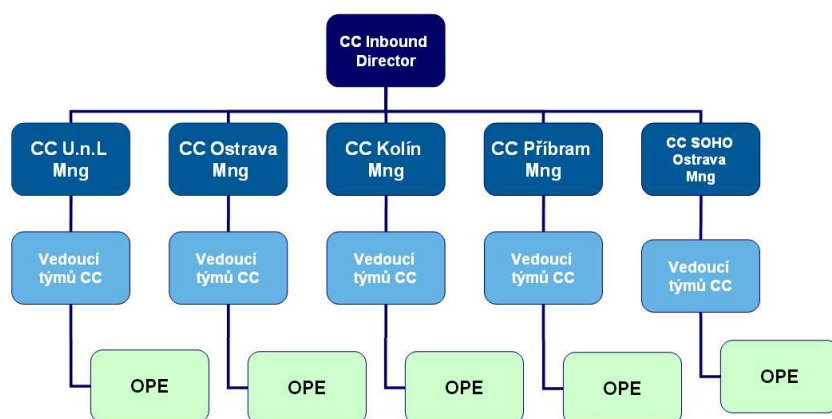 CC Inbound
Director
CC U.n.L
Mng
CC Ostrava
Mng
CC Kolín
Mng
CC Příbram
Mng
CC SOHO
Ostrava
Mng
Vedoucí
týmů CC
Vedoucí
týmů CC
Vedoucí
týmů CC
Vedoucí
týmů CC
Vedoucí
týmů CC
OPE
OPE
OPE
OPE
OPE